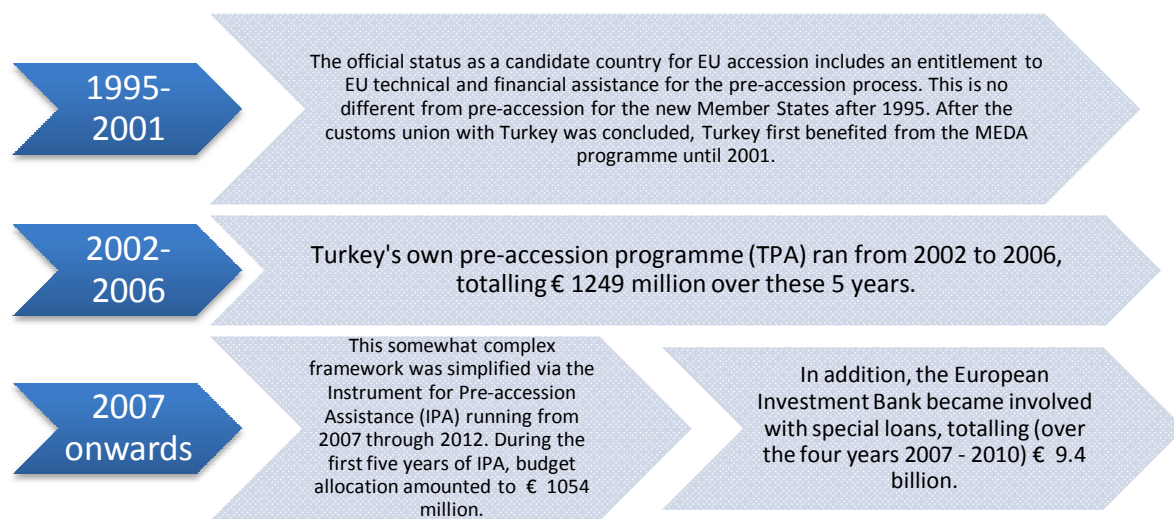 1995-
2001
The official status as a candidate country for EU accession includes an entitlement to
EU technical and financial assistance for the pre-accession process. This is no
different from pre-accession for the new Member States after 1995. After the
customs union with Turkey was concluded, Turkey first benefited from the MEDA
programme until 2001.
2002-
2006
Turkey's own pre-accession programme (TPA) ran from 2002 to 2006,
totalling € 1249 million over these 5 years.
2007
onwards
This somewhat complex
framework was simplified via the
Instrument for Pre-accession
Assistance (IPA) running from
2007 through 2012. During the
first five years of IPA, budget
allocation amounted to € 1054
million.
In addition, the European
Investment Bank became involved
with special loans, totalling (over
the four years 2007 - 2010) € 9.4
billion.